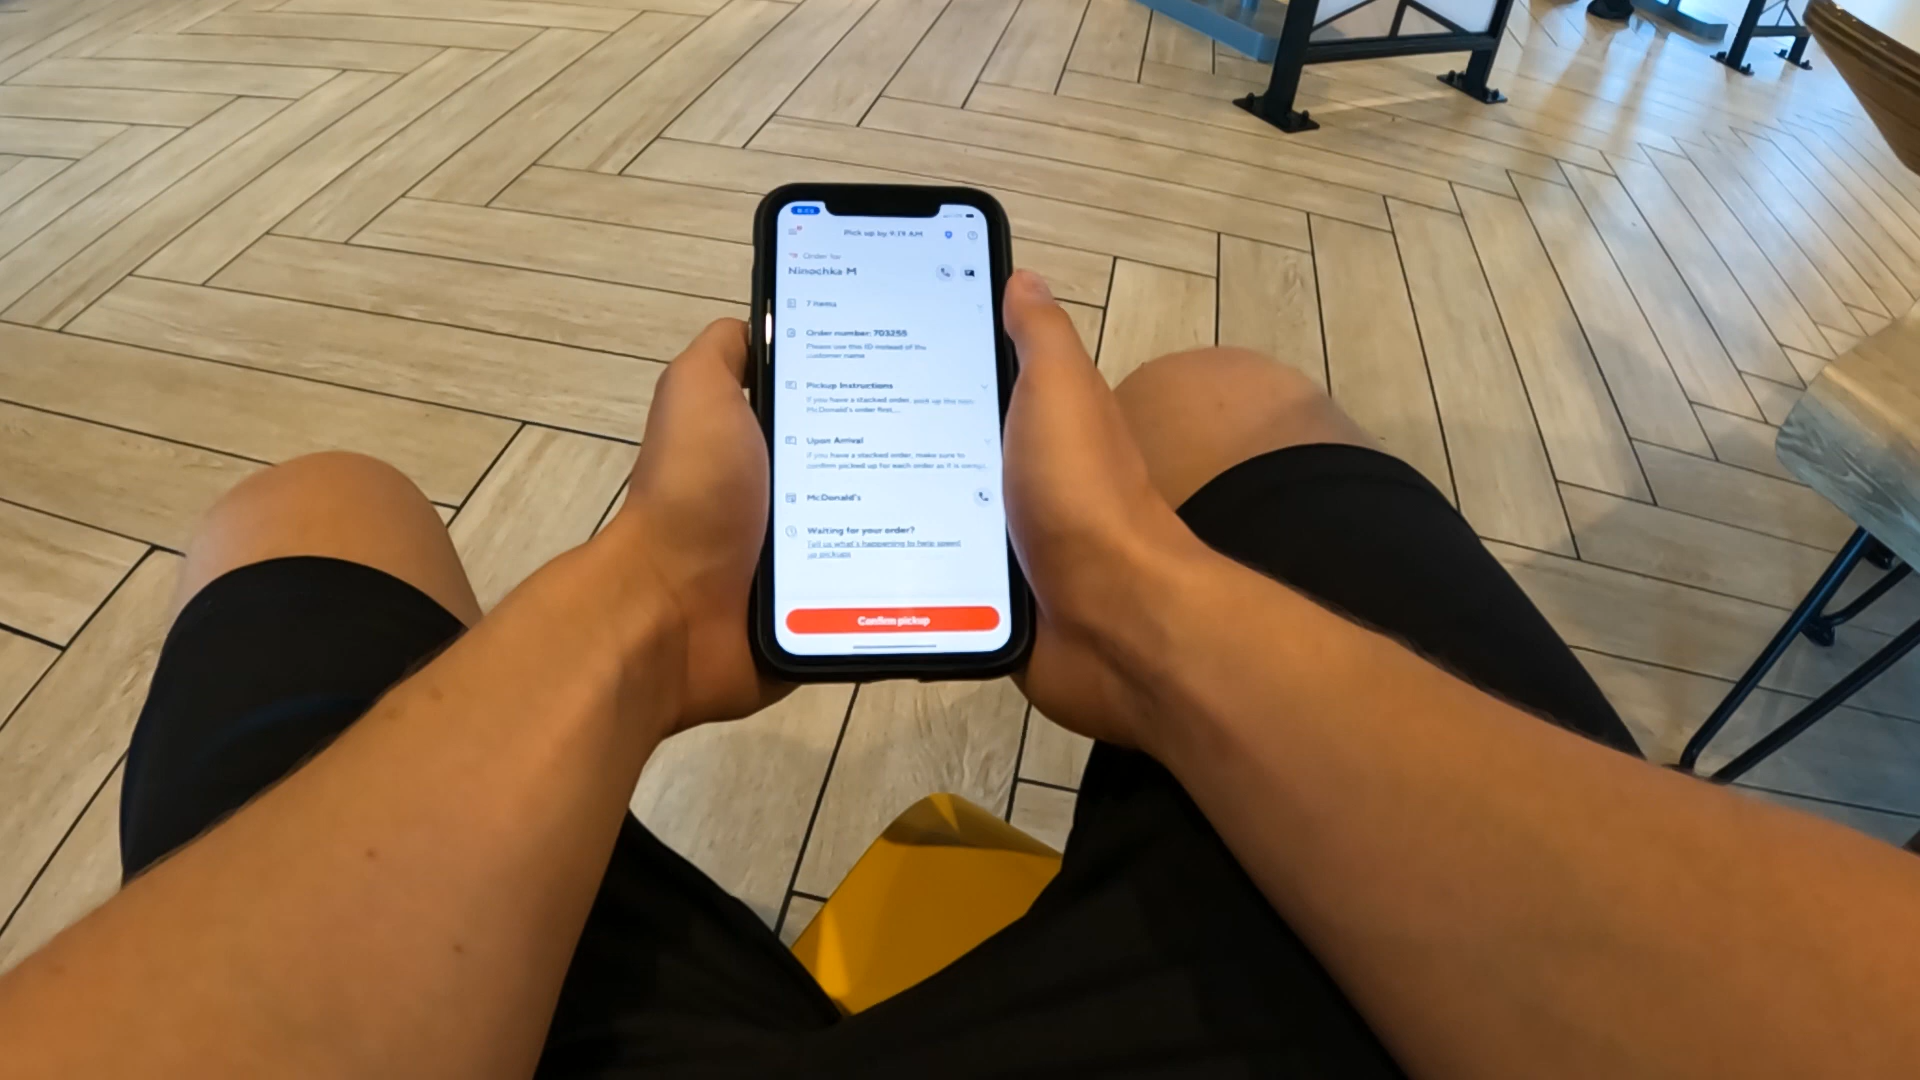 Pick up by 9:19 AM
Order for
Ninochka M
7 items
Order number: 703255
Please use this ID instead of the
customer name
Pickup Instructions
If you have a stacked order, pick up this non-
McDonald's order first...
Upon Arrival
If you have a stacked order, make sure to
confirm picked up for each order as it is
McDonald's
Waiting for your order?
Tell us what's happening to help speed
up pickups
Confirm pickup